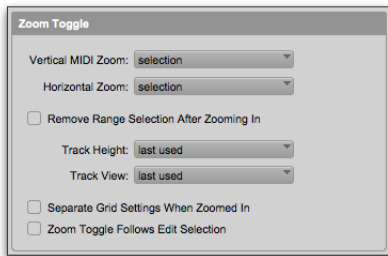 Zoom Toggle
Vertical MIDI Zoom: selection
Horizontal Zoom: selection
Remove Range Selection After Zooming In
Track Height: last used
Track View: last used
Separate Grid Settings When Zoomed In
Zoom Toggle Follows Edit Selection